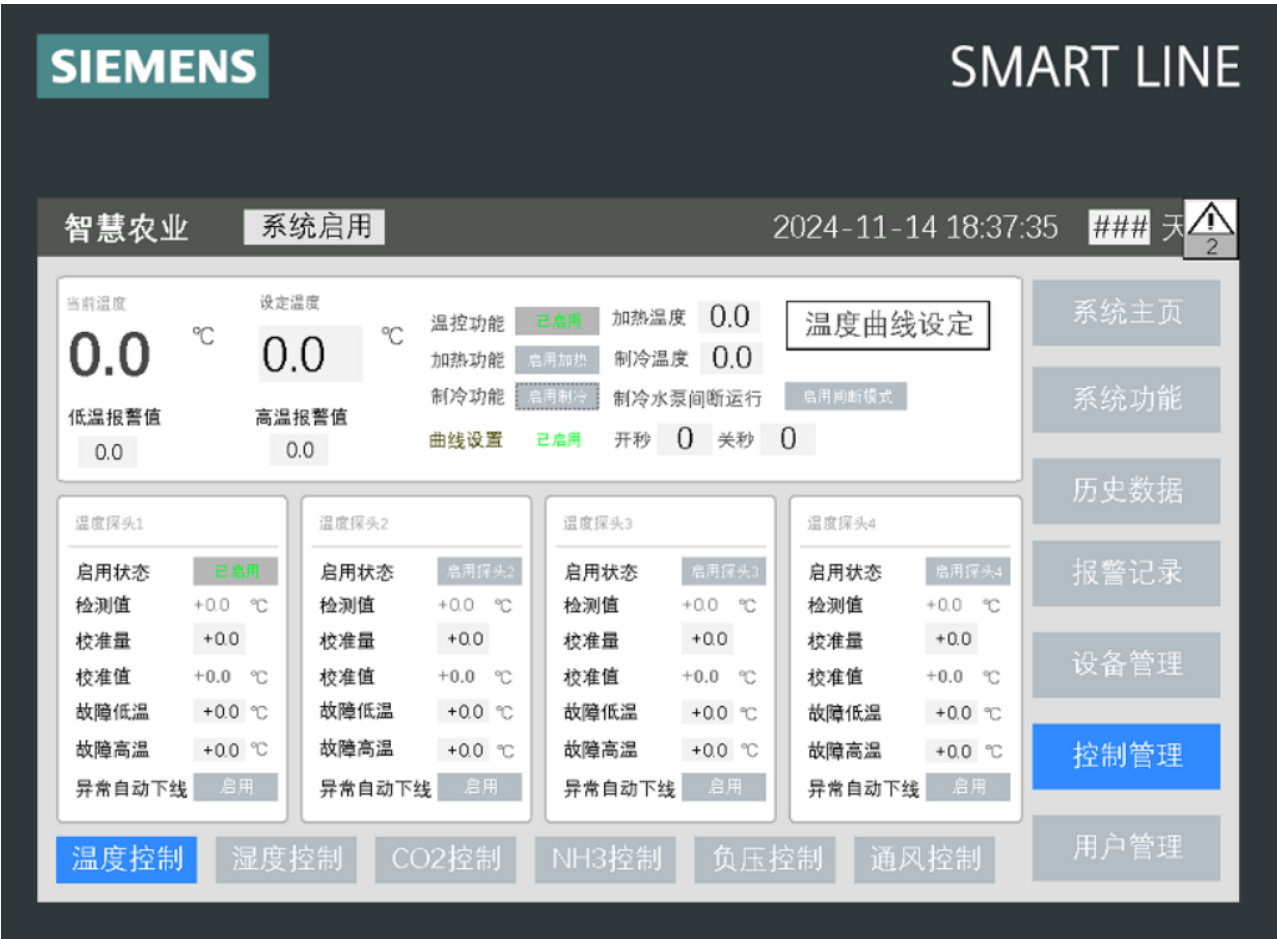 SIEMENS
SMART LINE
智慧农业 系统启用 2024-11-14 18:37:35 ### 天 2
当前温度 设定温度
0.0 ℃ 0.0 ℃
低温报警值 高温报警值
0.0 0.0
温控功能 已启用 加热温度 0.0 温度曲线设定
加热功能 启用加热 制冷温度 0.0
制冷功能 启用制冷 制冷水泵间断运行 启用间断模式
曲线设置 已启用 开秒 0 关秒 0
温度探头1
启用状态 已启用
检测值 +0.0 ℃
校准量 +0.0
校准值 +0.0 ℃
故障低温 +0.0 ℃
故障高温 +0.0 ℃
异常自动下线 启用
温度探头2
启用状态 启用探头2
检测值 +0.0 ℃
校准量 +0.0
校准值 +0.0 ℃
故障低温 +0.0 ℃
故障高温 +0.0 ℃
异常自动下线 启用
温度探头3
启用状态 启用探头3
检测值 +0.0 ℃
校准量 +0.0
校准值 +0.0 ℃
故障低温 +0.0 ℃
故障高温 +0.0 ℃
异常自动下线 启用
温度探头4
启用状态 启用探头4
检测值 +0.0 ℃
校准量 +0.0
校准值 +0.0 ℃
故障低温 +0.0 ℃
故障高温 +0.0 ℃
异常自动下线 启用
系统主页
系统功能
历史数据
报警记录
设备管理
控制管理
用户管理
温度控制 湿度控制 CO2控制 NH3控制 负压控制 通风控制